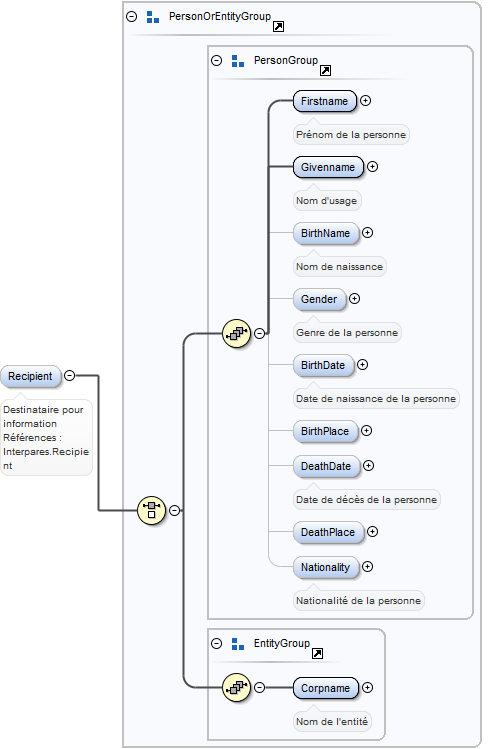 PersonOrEntityGroup
PersonGroup
Firstname
Prénom de la personne
Givenname
Nom d'usage
BirthName
Nom de naissance
Gender
Genre de la personne
BirthDate
Date de naissance de la personne
BirthPlace
DeathDate
Date de décès de la personne
DeathPlace
Nationality
Nationalité de la personne
Recipient
Destinataire pour
information
Références :
Interpares.Recipie
nt
EntityGroup
Corpname
Nom de l'entité